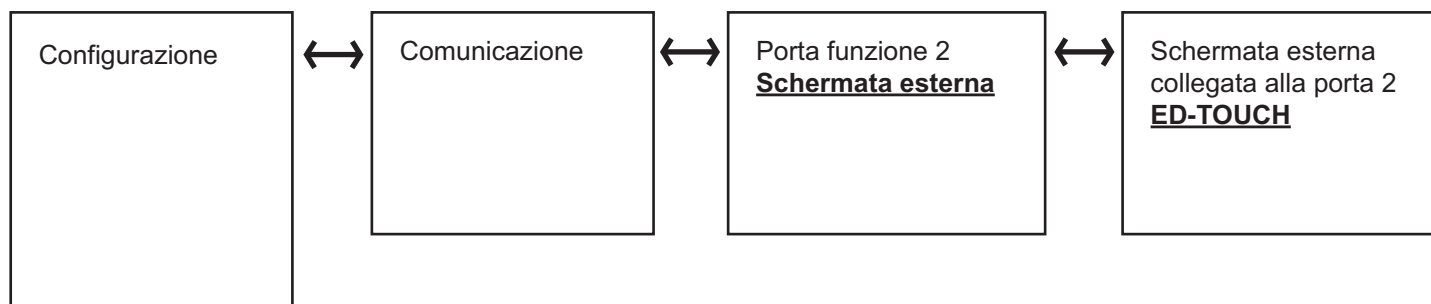 Configurazione
Comunicazione
Porta funzione 2
Schermata esterna
Schermata esterna
collegata alla porta 2
ED-TOUCH